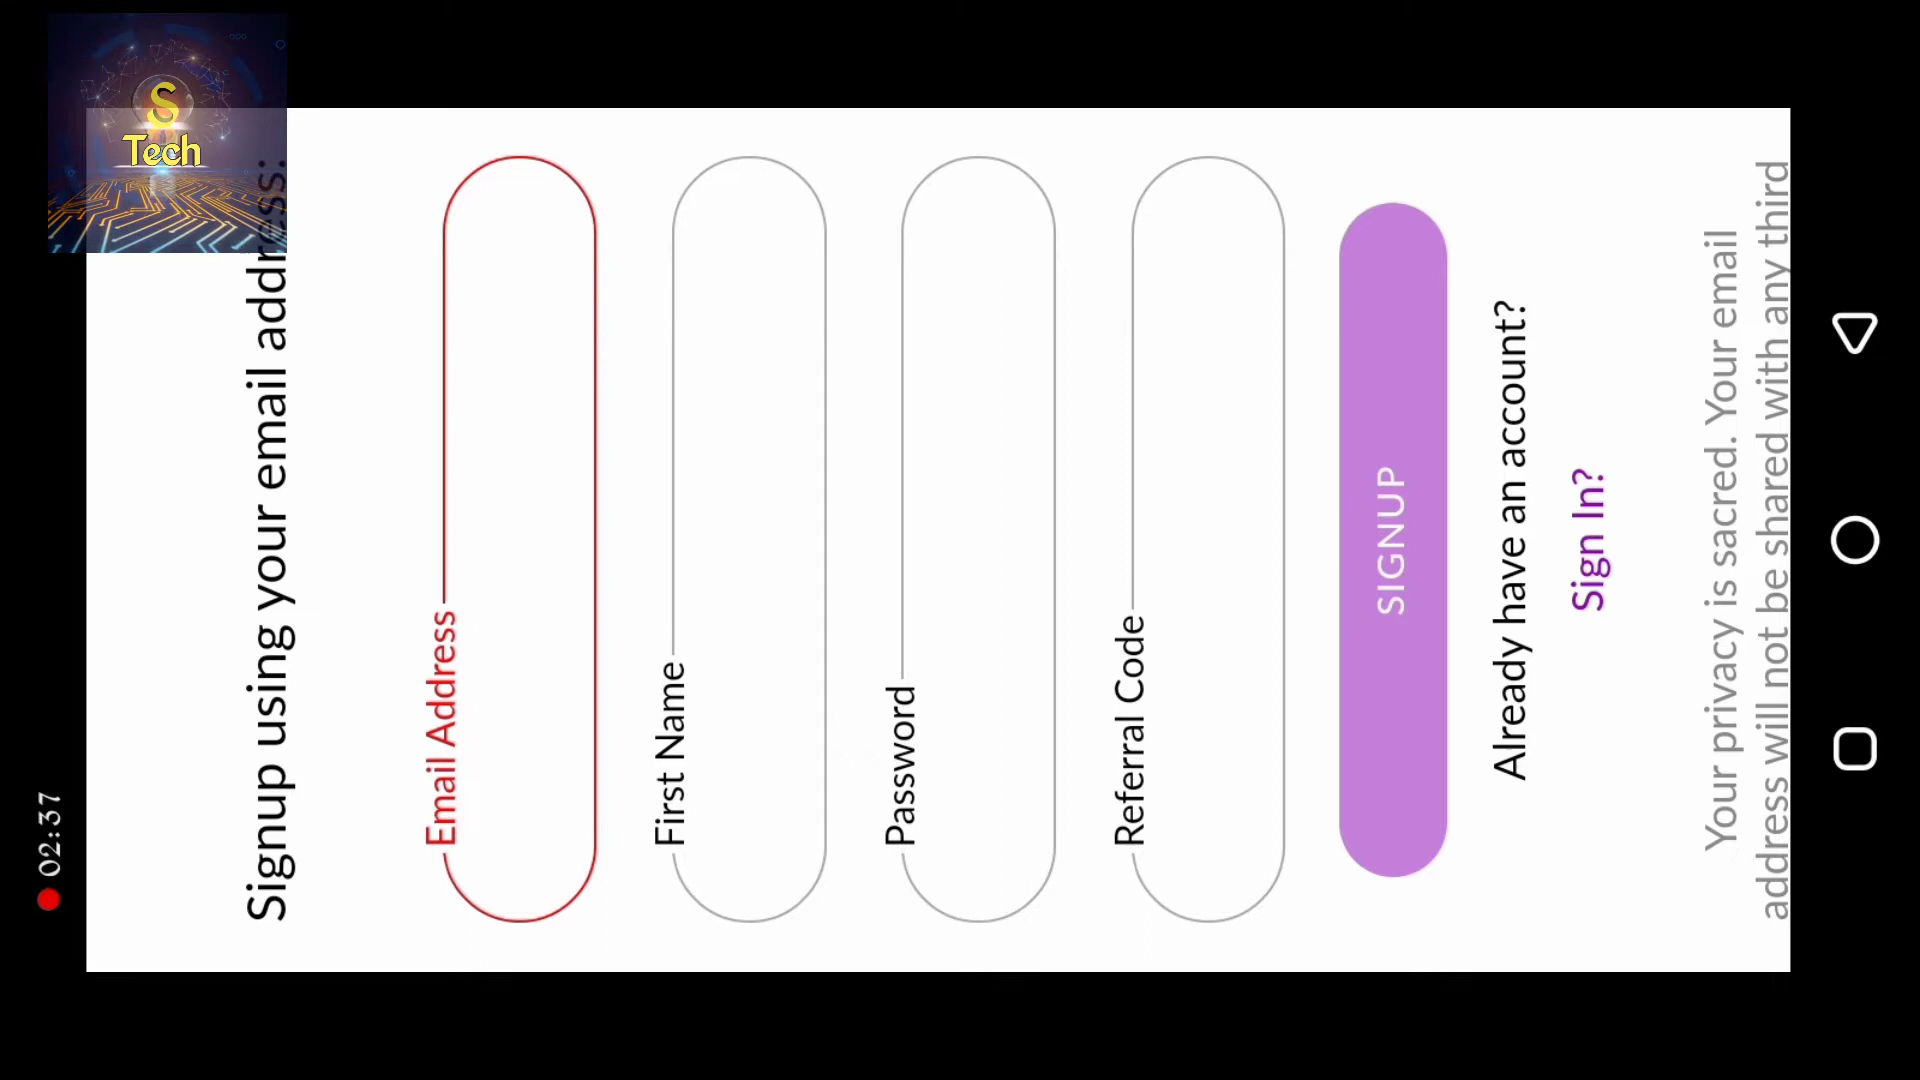 S
Tech
02:37
Signup using your email address:
Email Address
First Name
Password
Referral Code
SIGNUP
Already have an account?
Sign In?
Your privacy is sacred. Your email
address will not be shared with any third